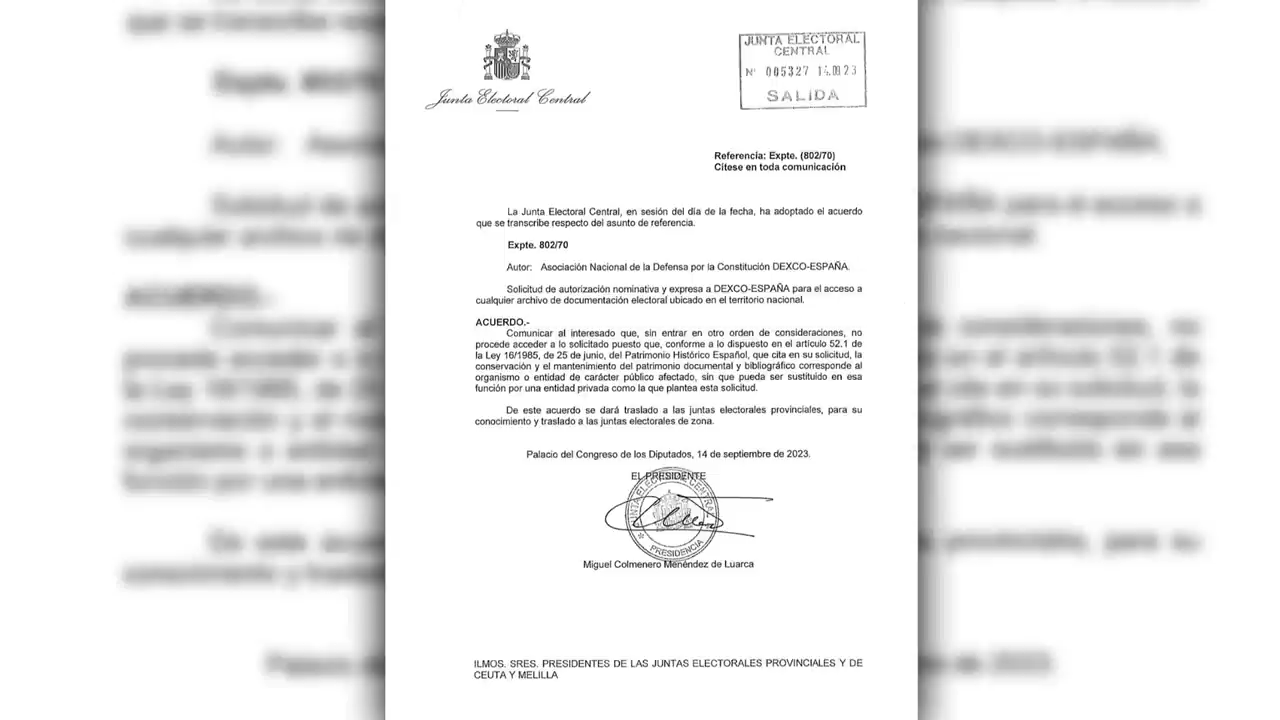 Junta Electoral Central
JUNTA ELECTORAL
CENTRAL
Nº 005327 14.09.23
SALIDA
Referencia: Expte. (802/70)
Cítese en toda comunicación
La Junta Electoral Central, en sesión del día de la fecha, ha adoptado el acuerdo
que se transcribe respecto del asunto de referencia.
Expte. 802/70
Autor: Asociación Nacional de la Defensa por la Constitución DEXCO-ESPAÑA.
Solicitud de autorización nominativa y expresa a DEXCO-ESPAÑA para el acceso a
cualquier archivo de documentación electoral ubicado en el territorio nacional.
ACUERDO.-
Comunicar al interesado que, sin entrar en otro orden de consideraciones, no
procede acceder a lo solicitado puesto que, conforme a lo dispuesto en el artículo 52.1 de
la Ley 16/1985, de 25 de junio, del Patrimonio Histórico Español, que cita en su solicitud, la
conservación y el mantenimiento del patrimonio documental y bibliográfico corresponde al
organismo o entidad de carácter público afectado, sin que pueda ser sustituido en esa
función por una entidad privada como la que plantea esta solicitud.
De este acuerdo se dará traslado a las juntas electorales provinciales, para su
conocimiento y traslado a las juntas electorales de zona.
Palacio del Congreso de los Diputados, 14 de septiembre de 2023.
EL PRESIDENTE
JUNTA ELECTORAL CENTRAL
PRESIDENCIA
Miguel Colmenero Menéndez de Luarca
ILMOS. SRES. PRESIDENTES DE LAS JUNTAS ELECTORALES PROVINCIALES Y DE
CEUTA Y MELILLA